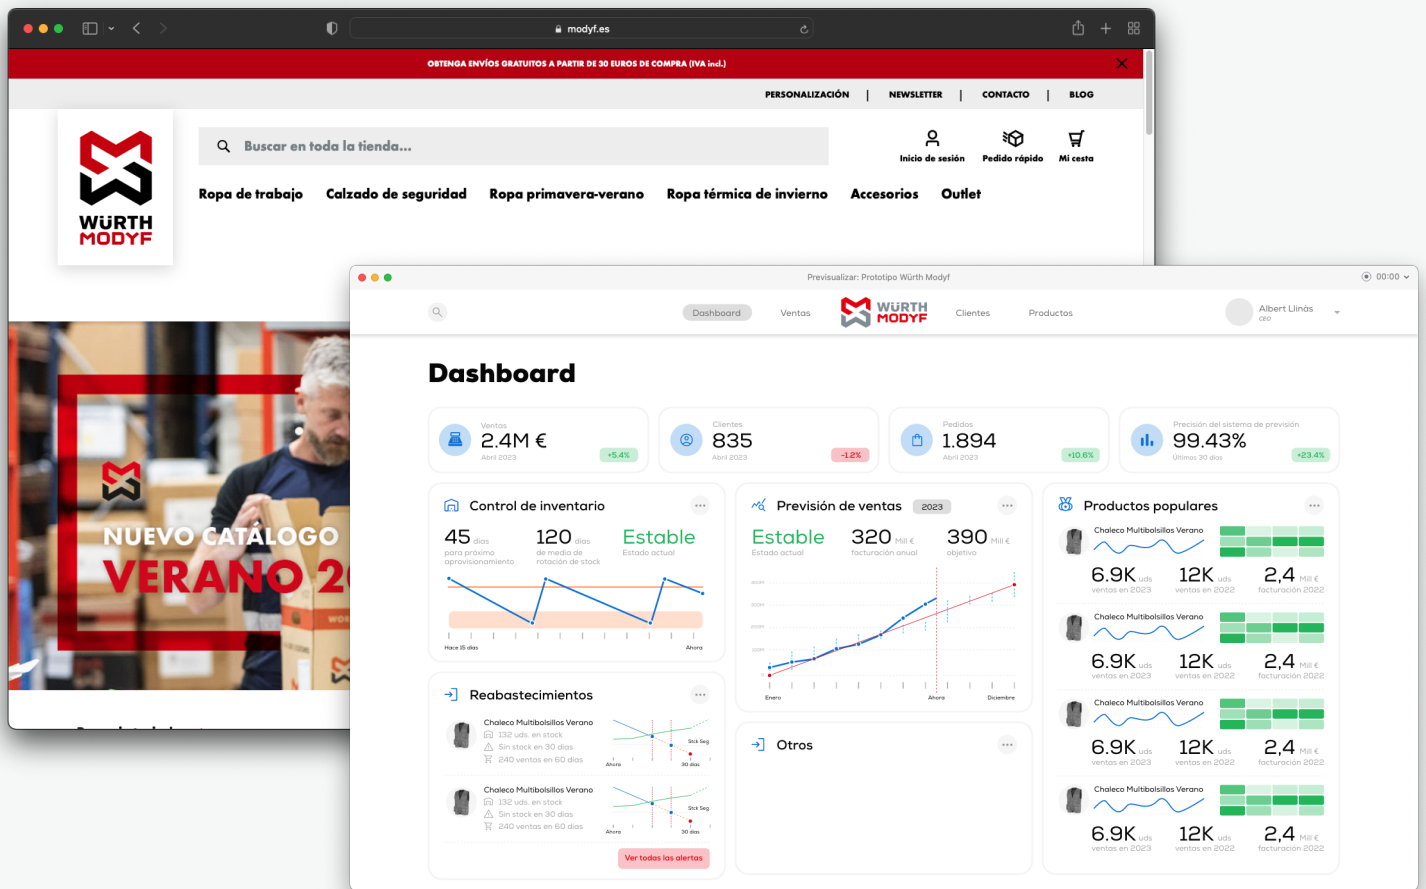 modyf.es
OBTENGA ENVÍOS GRATUITOS A PARTIR DE 30 EUROS DE COMPRA (IVA incl.)
PERSONALIZACIÓN | NEWSLETTER | CONTACTO | BLOG
WÜRTH
MODYF
Buscar en toda la tienda...
Inicio de sesión Pedido rápido Mi cesta
Ropa de trabajo Calzado de seguridad Ropa primavera-verano Ropa térmica de invierno Accesorios Outlet
NUEVO CATÁLOGO
VERANO 20
Previsualizar: Prototipo Würth Modyf
00:00
Dashboard Ventas WÜRTH MODYF Clientes Productos
Albert Llinàs
CEO
Dashboard
Ventas
2.4M €
Abril 2023
+5.4%
Clientes
835
Abril 2023
-1.2%
Pedidos
1.894
Abril 2023
+10.6%
Precisión del sistema de previsión
99.43%
Últimos 30 días
+23.4%
Control de inventario
45 días
para próximo
aprovisionamiento
120 días
de media de
rotación de stock
Estable
Estado actual
Hace 15 días
Ahora
Reabastecimientos
Chaleco Multibolsillos Verano
132 uds. en stock
Sin stock en 30 días
240 ventas en 60 días
Stck Seg
Ahora
30 días
Chaleco Multibolsillos Verano
132 uds. en stock
Sin stock en 30 días
240 ventas en 60 días
Stck Seg
Ahora
30 días
Ver todas las alertas
Previsión de ventas 2023
Estable
Estado actual
320 Mill €
facturación anual
390 Mill €
objetivo
400M
300M
200M
100M
0
Enero
Ahora
Diciembre
Otros
Productos populares
Chaleco Multibolsillos Verano
6.9K uds
ventas en 2023
12K uds
ventas en 2022
2,4 Mill €
facturación 2022
Chaleco Multibolsillos Verano
6.9K uds
ventas en 2023
12K uds
ventas en 2022
2,4 Mill €
facturación 2022
Chaleco Multibolsillos Verano
6.9K uds
ventas en 2023
12K uds
ventas en 2022
2,4 Mill €
facturación 2022
Chaleco Multibolsillos Verano
6.9K uds
ventas en 2023
12K uds
ventas en 2022
2,4 Mill €
facturación 2022